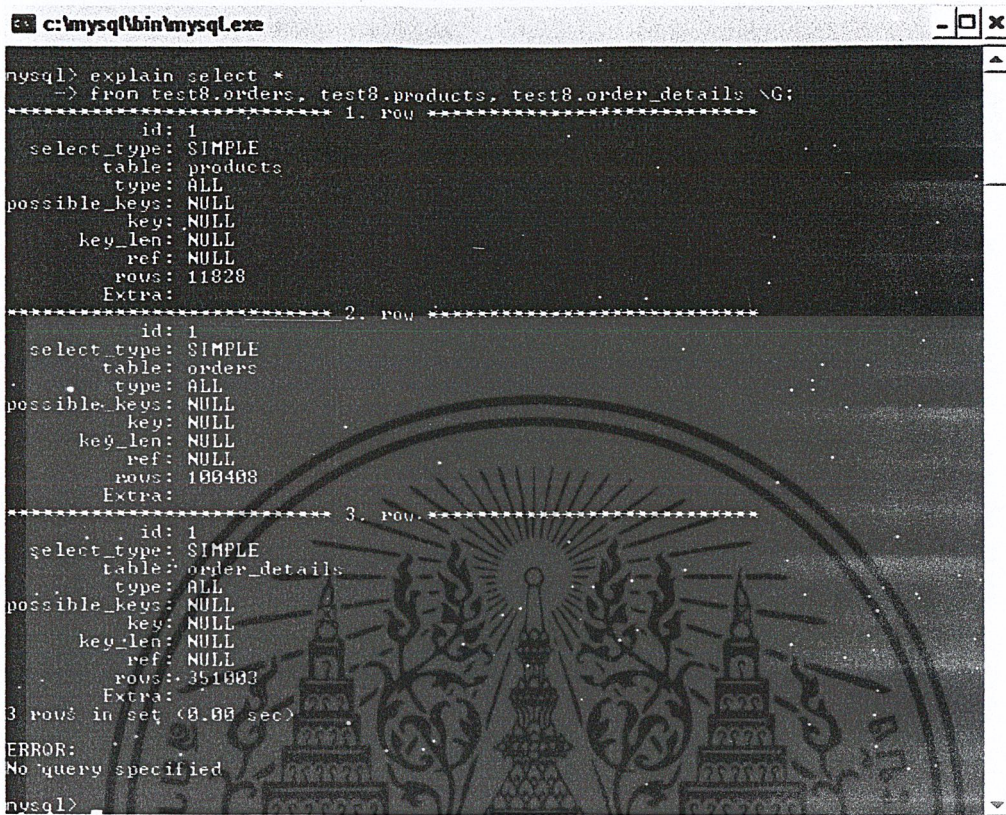 c:\mysql\bin\mysql.exe
mysql> explain select *
    -> from test8.orders, test8.products, test8.order_details \G;
*************************** 1. row ***************************
           id: 1
  select_type: SIMPLE
        table: products
         type: ALL
possible_keys: NULL
          key: NULL
      key_len: NULL
          ref: NULL
         rows: 11828
        Extra:
*************************** 2. row ***************************
           id: 1
  select_type: SIMPLE
        table: orders
         type: ALL
possible_keys: NULL
          key: NULL
      key_len: NULL
          ref: NULL
         rows: 100408
        Extra:
*************************** 3. row ***************************
           id: 1
  select_type: SIMPLE
        table: order_details
         type: ALL
possible_keys: NULL
          key: NULL
      key_len: NULL
          ref: NULL
         rows: 351003
        Extra:
3 rows in set (0.00 sec)
ERROR:
No query specified
mysql>